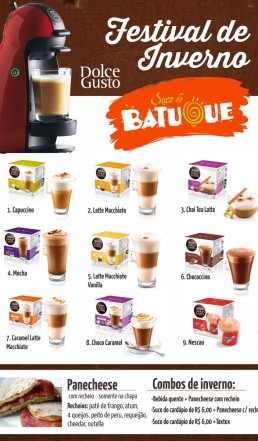 Festival de
Inverno
Dolce
Gusto
Suco do
BATUQUE
1. Capuccino
2. Latte Macchiato
3. Chai Tea Latte
4. Mocha
5. Latte Macchiato
Vanilla
6. Chococcino
7. Caramel Latte
Macchiato
8. Choco Caramel
9. Nescau
Panecheese
com recheio somente na chapa
Recheios: patê de frango, atum,
4 queijos, peito de peru, requeijão,
cheedar, nutella
Combos de inverno:
-Bebida quente + Panecheese com recheio
-Suco do cardápio de R$ 6,00 + Panecheese c/ rech
-Suco do cardápio de R$ 6,00 + Tostex